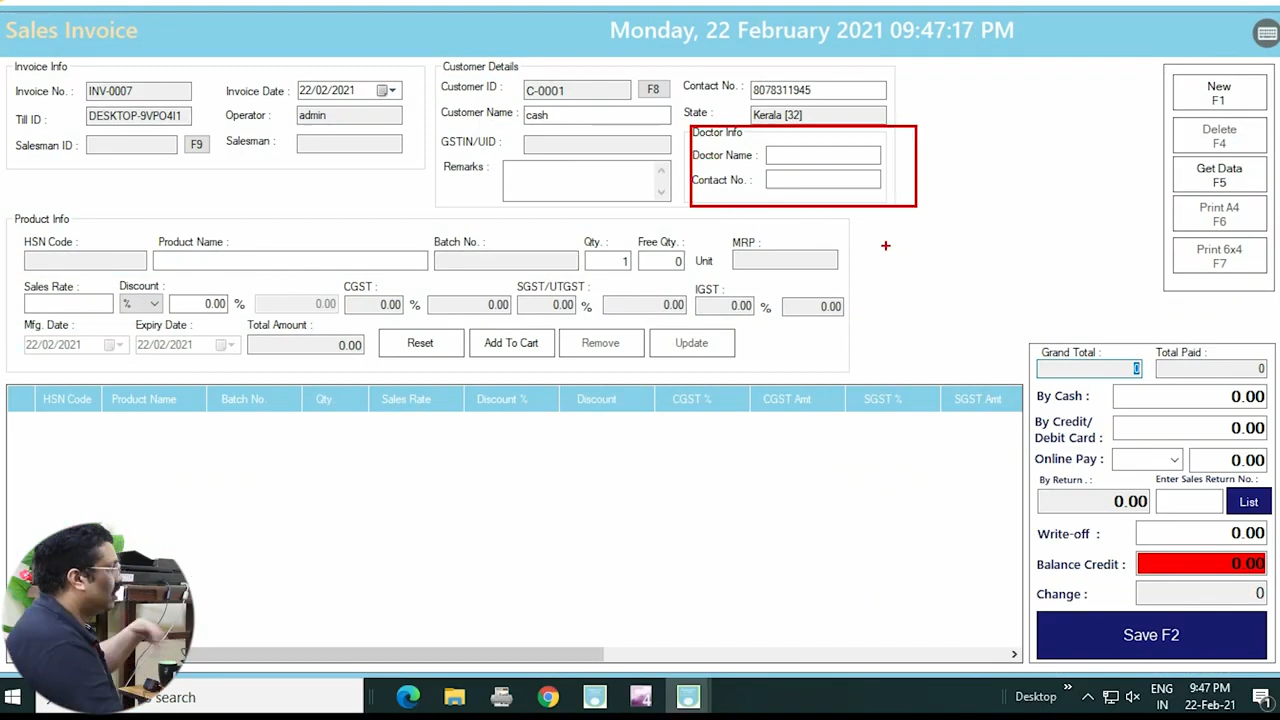 Sales Invoice
Monday, 22 February 2021 09:47:17 PM
Invoice Info
Invoice No. : INV-0007
Invoice Date : 22/02/2021
Till ID : DESKTOP-9VPO4I1
Operator : admin
Salesman ID : F9
Salesman :
Customer Details
Customer ID : C-0001 F8
Contact No. : 8078311945
Customer Name : cash
State : Kerala [32]
GSTIN/UID :
Remarks :
Doctor Info
Doctor Name :
Contact No. :
New
F1
Delete
F4
Get Data
F5
Print A4
F6
Print 6x4
F7
Product Info
HSN Code : Product Name : Batch No. : Qty. : Free Qty. : MRP :
1 0 Unit
Sales Rate : Discount : CGST : SGST/UTGST : IGST :
% 0.00 % 0.00 0.00 % 0.00 0.00 % 0.00 0.00 % 0.00
Mfg. Date : Expiry Date : Total Amount :
22/02/2021 22/02/2021 0.00
Reset Add To Cart Remove Update
HSN Code Product Name Batch No. Qty Sales Rate Discount % Discount CGST % CGST Amt SGST % SGST Amt
Grand Total : Total Paid :
0 0
By Cash : 0.00
By Credit/
Debit Card : 0.00
Online Pay : 0.00
By Return . : Enter Sales Return No. :
0.00 List
Write-off : 0.00
Balance Credit : 0.00
Change : 0
Save F2
search
Desktop
ENG
IN
9:47 PM
22-Feb-21
1